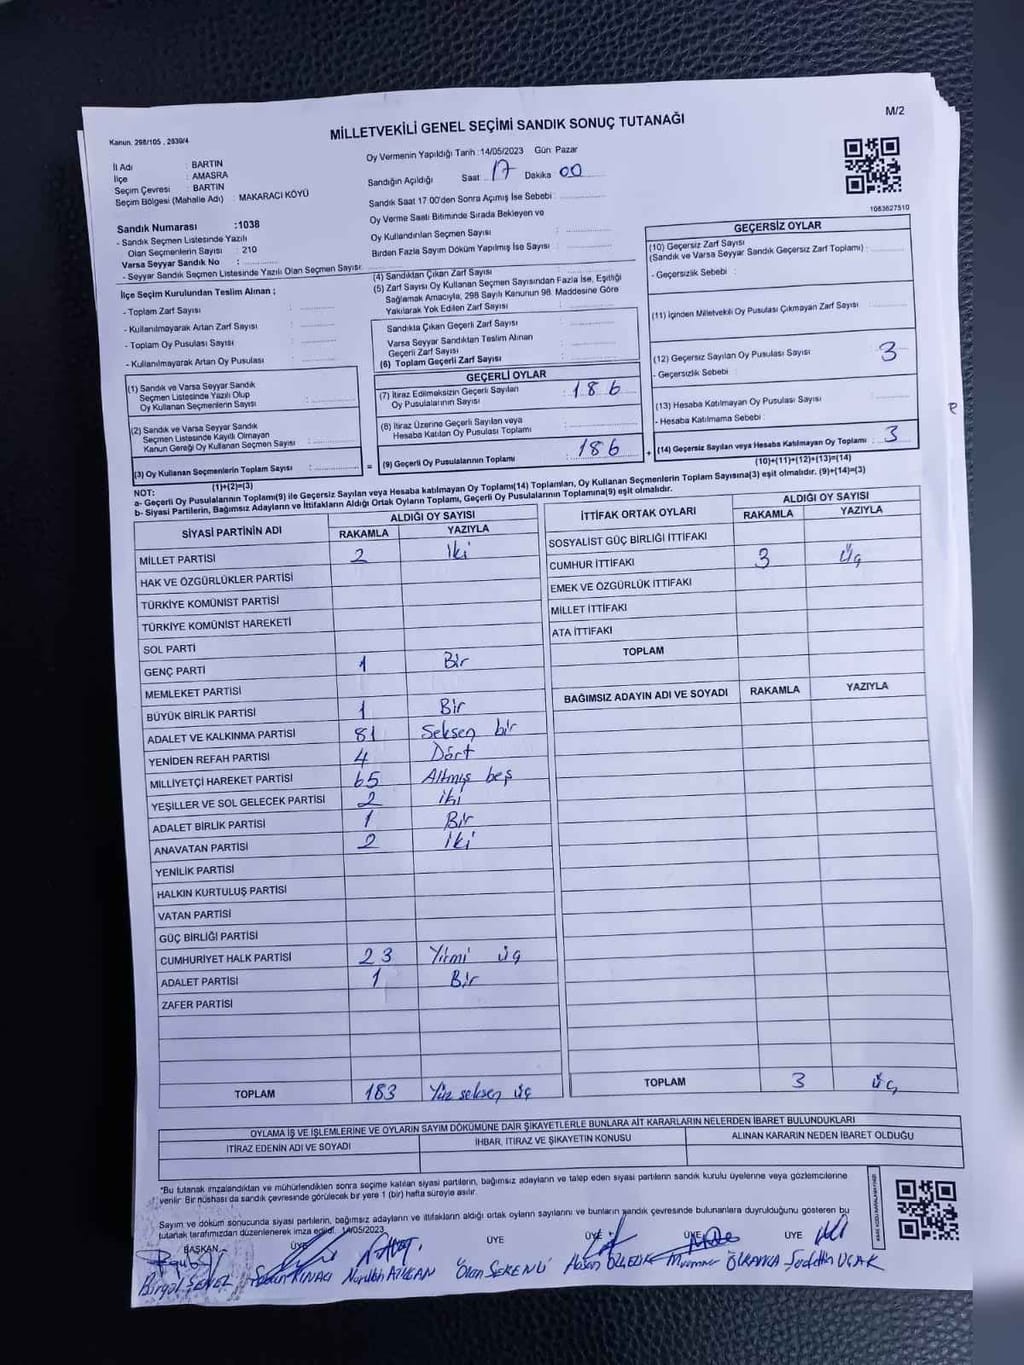 M/2
Kanun. 298/105 , 2839/4
MİLLETVEKİLİ GENEL SEÇİMİ SANDIK SONUÇ TUTANAĞI
İl Adı : BARTIN
İlçe : AMASRA
Seçim Çevresi : BARTIN
Seçim Bölgesi (Mahalle Adı) : MAKARACI KÖYÜ
Sandık Numarası :1038
- Sandık Seçmen Listesinde Yazılı
Olan Seçmenlerin Sayısı : 210
Varsa Seyyar Sandık No :
- Seyyar Sandık Seçmen Listesinde Yazılı Olan Seçmen Sayısı:
Oy Vermenin Yapıldığı Tarih :14/05/2023 Gün: Pazar
Sandığın Açıldığı Saat : 17 Dakika 00
Sandık Saat 17.00'den Sonra Açımış İse Sebebi :
Oy Verme Saati Bitiminde Sırada Bekleyen ve
Oy Kullandırılan Seçmen Sayısı :
Birden Fazla Sayım Döküm Yapılmış İse Sayısı :
1083627510
İlçe Seçim Kurulundan Teslim Alınan ;
- Toplam Zarf Sayısı :
- Kullanılmayarak Artan Zarf Sayısı :
- Toplam Oy Pusulası Sayısı :
- Kullanılmayarak Artan Oy Pusulası :
(1) Sandık ve Varsa Seyyar Sandık
Seçmen Listesinde Yazılı Olup
Oy Kullanan Seçmenlerin Sayısı :
(2) Sandık ve Varsa Seyyar Sandık
Seçmen Listesinde Kayıtlı Olmayan
Kanun Gereği Oy Kullanan Seçmen Sayısı :
(3) Oy Kullanan Seçmenlerin Toplam Sayısı :
(1)+(2)=(3)
(4) Sandıktan Çıkan Zarf Sayısı :
(5) Zarf Sayısı Oy Kullanan Seçmen Sayısından Fazla İse, Eşitliği
Sağlamak Amacıyla, 298 Sayılı Kanunun 98. Maddesine Göre
Yakılarak Yok Edilen Zarf Sayısı :
Sandıkta Çıkan Geçerli Zarf Sayısı :
Varsa Seyyar Sandıktan Teslim Alınan
Geçerli Zarf Sayısı :
(6) Toplam Geçerli Zarf Sayısı :
GEÇERLİ OYLAR
(7) İtiraz Edilmeksizin Geçerli Sayılan
Oy Pusulalarının Sayısı : 186
(8) İtiraz Üzerine Geçerli Sayılan veya
Hesaba Katılan Oy Pusulası Toplamı :
= (9) Geçerli Oy Pusulalarının Toplamı : 186
GEÇERSİZ OYLAR
(10) Geçersiz Zarf Sayısı
(Sandık ve Varsa Seyyar Sandık Geçersiz Zarf Toplamı) :
- Geçersizlik Sebebi :
(11) İçinden Milletvekili Oy Pusulası Çıkmayan Zarf Sayısı :
(12) Geçersiz Sayılan Oy Pusulası Sayısı : 3
- Geçersizlik Sebebi :
(13) Hesaba Katılmayan Oy Pusulası Sayısı :
- Hesaba Katılmama Sebebi :
+ (14) Geçersiz Sayılan veya Hesaba Katılmayan Oy Toplamı : 3
(10)+(11)+(12)+(13)=(14)
NOT:
a- Geçerli Oy Pusulaları Toplamı(9) ile Geçersiz Sayılan veya Hesaba katılmayan Oy Toplamı(14) Toplamları, Oy Kullanan Seçmenlerin Toplam Sayısına(3) eşit olmalıdır. (9)+(14)=(3)
b- Siyasi Partilerin, Bağımsız Adayların ve İttifakların Aldığı Ortak Oyların Toplamı, Geçerli Oy Pusulalarının Toplamına(9) eşit olmalıdır.
SİYASİ PARTİNİN ADI ALDIĞI OY SAYISI
RAKAMLA YAZIYLA
MİLLET PARTİSİ 2 iki
HAK VE ÖZGÜRLÜKLER PARTİSİ
TÜRKİYE KOMÜNİST PARTİSİ
TÜRKİYE KOMÜNİST HAREKETİ
SOL PARTİ
GENÇ PARTİ 1 Bir
MEMLEKET PARTİSİ
BÜYÜK BİRLİK PARTİSİ 1 Bir
ADALET VE KALKINMA PARTİSİ 81 Seksen bir
YENİDEN REFAH PARTİSİ 4 Dört
MİLLİYETÇİ HAREKET PARTİSİ 65 Altmış beş
YEŞİLLER VE SOL GELECEK PARTİSİ 2 iki
ADALET BİRLİK PARTİSİ 1 Bir
ANAVATAN PARTİSİ 2 iki
YENİLİK PARTİSİ
HALKIN KURTULUŞ PARTİSİ
VATAN PARTİSİ
GÜÇ BİRLİĞİ PARTİSİ
CUMHURİYET HALK PARTİSİ 23 Yirmi üç
ADALET PARTİSİ 1 Bir
ZAFER PARTİSİ
TOPLAM 183 Yüz seksen üç
İTTİFAK ORTAK OYLARI ALDIĞI OY SAYISI
RAKAMLA YAZIYLA
SOSYALİST GÜÇ BİRLİĞİ İTTİFAKI
CUMHUR İTTİFAKI 3 Üç
EMEK VE ÖZGÜRLÜK İTTİFAKI
MİLLET İTTİFAKI
ATA İTTİFAKI
TOPLAM
BAĞIMSIZ ADAYIN ADI VE SOYADI RAKAMLA YAZIYLA
TOPLAM 3 üç
OYLAMA İŞ VE İŞLEMLERİNE VE OYLARIN SAYIM DÖKÜMÜNE DAİR ŞİKAYETLERLE BUNLARA AİT KARARLARIN NELERDEN İBARET BULUNDUKLARI
İTİRAZ EDENİN ADI VE SOYADI İHBAR, İTİRAZ VE ŞİKAYETİN KONUSU ALINAN KARARIN NEDEN İBARET OLDUĞU
*Bu tutanak imzalandıktan ve mühürlendikten sonra seçime katılan siyasi partilerin, bağımsız adayların ve talep eden siyasi partilerin sandık kurulu üyelerine veya gözlemcilerine
verilir. Bir nüshası da sandık çevresinde görülecek bir yere 1 (bir) hafta süreyle asılır.
Sayım ve döküm sonucunda siyasi partilerin, bağımsız adayların ve ittifakların aldığı ortak oyların sayılarını ve bunların sandık çevresinde bulunanlara duyrulduğunu gösteren bu
tutanak tarafımızdan düzenlenerek imza edildi. 14/05/2023
BAŞKAN ÜYE ÜYE ÜYE ÜYE ÜYE
Birgül ŞENEL